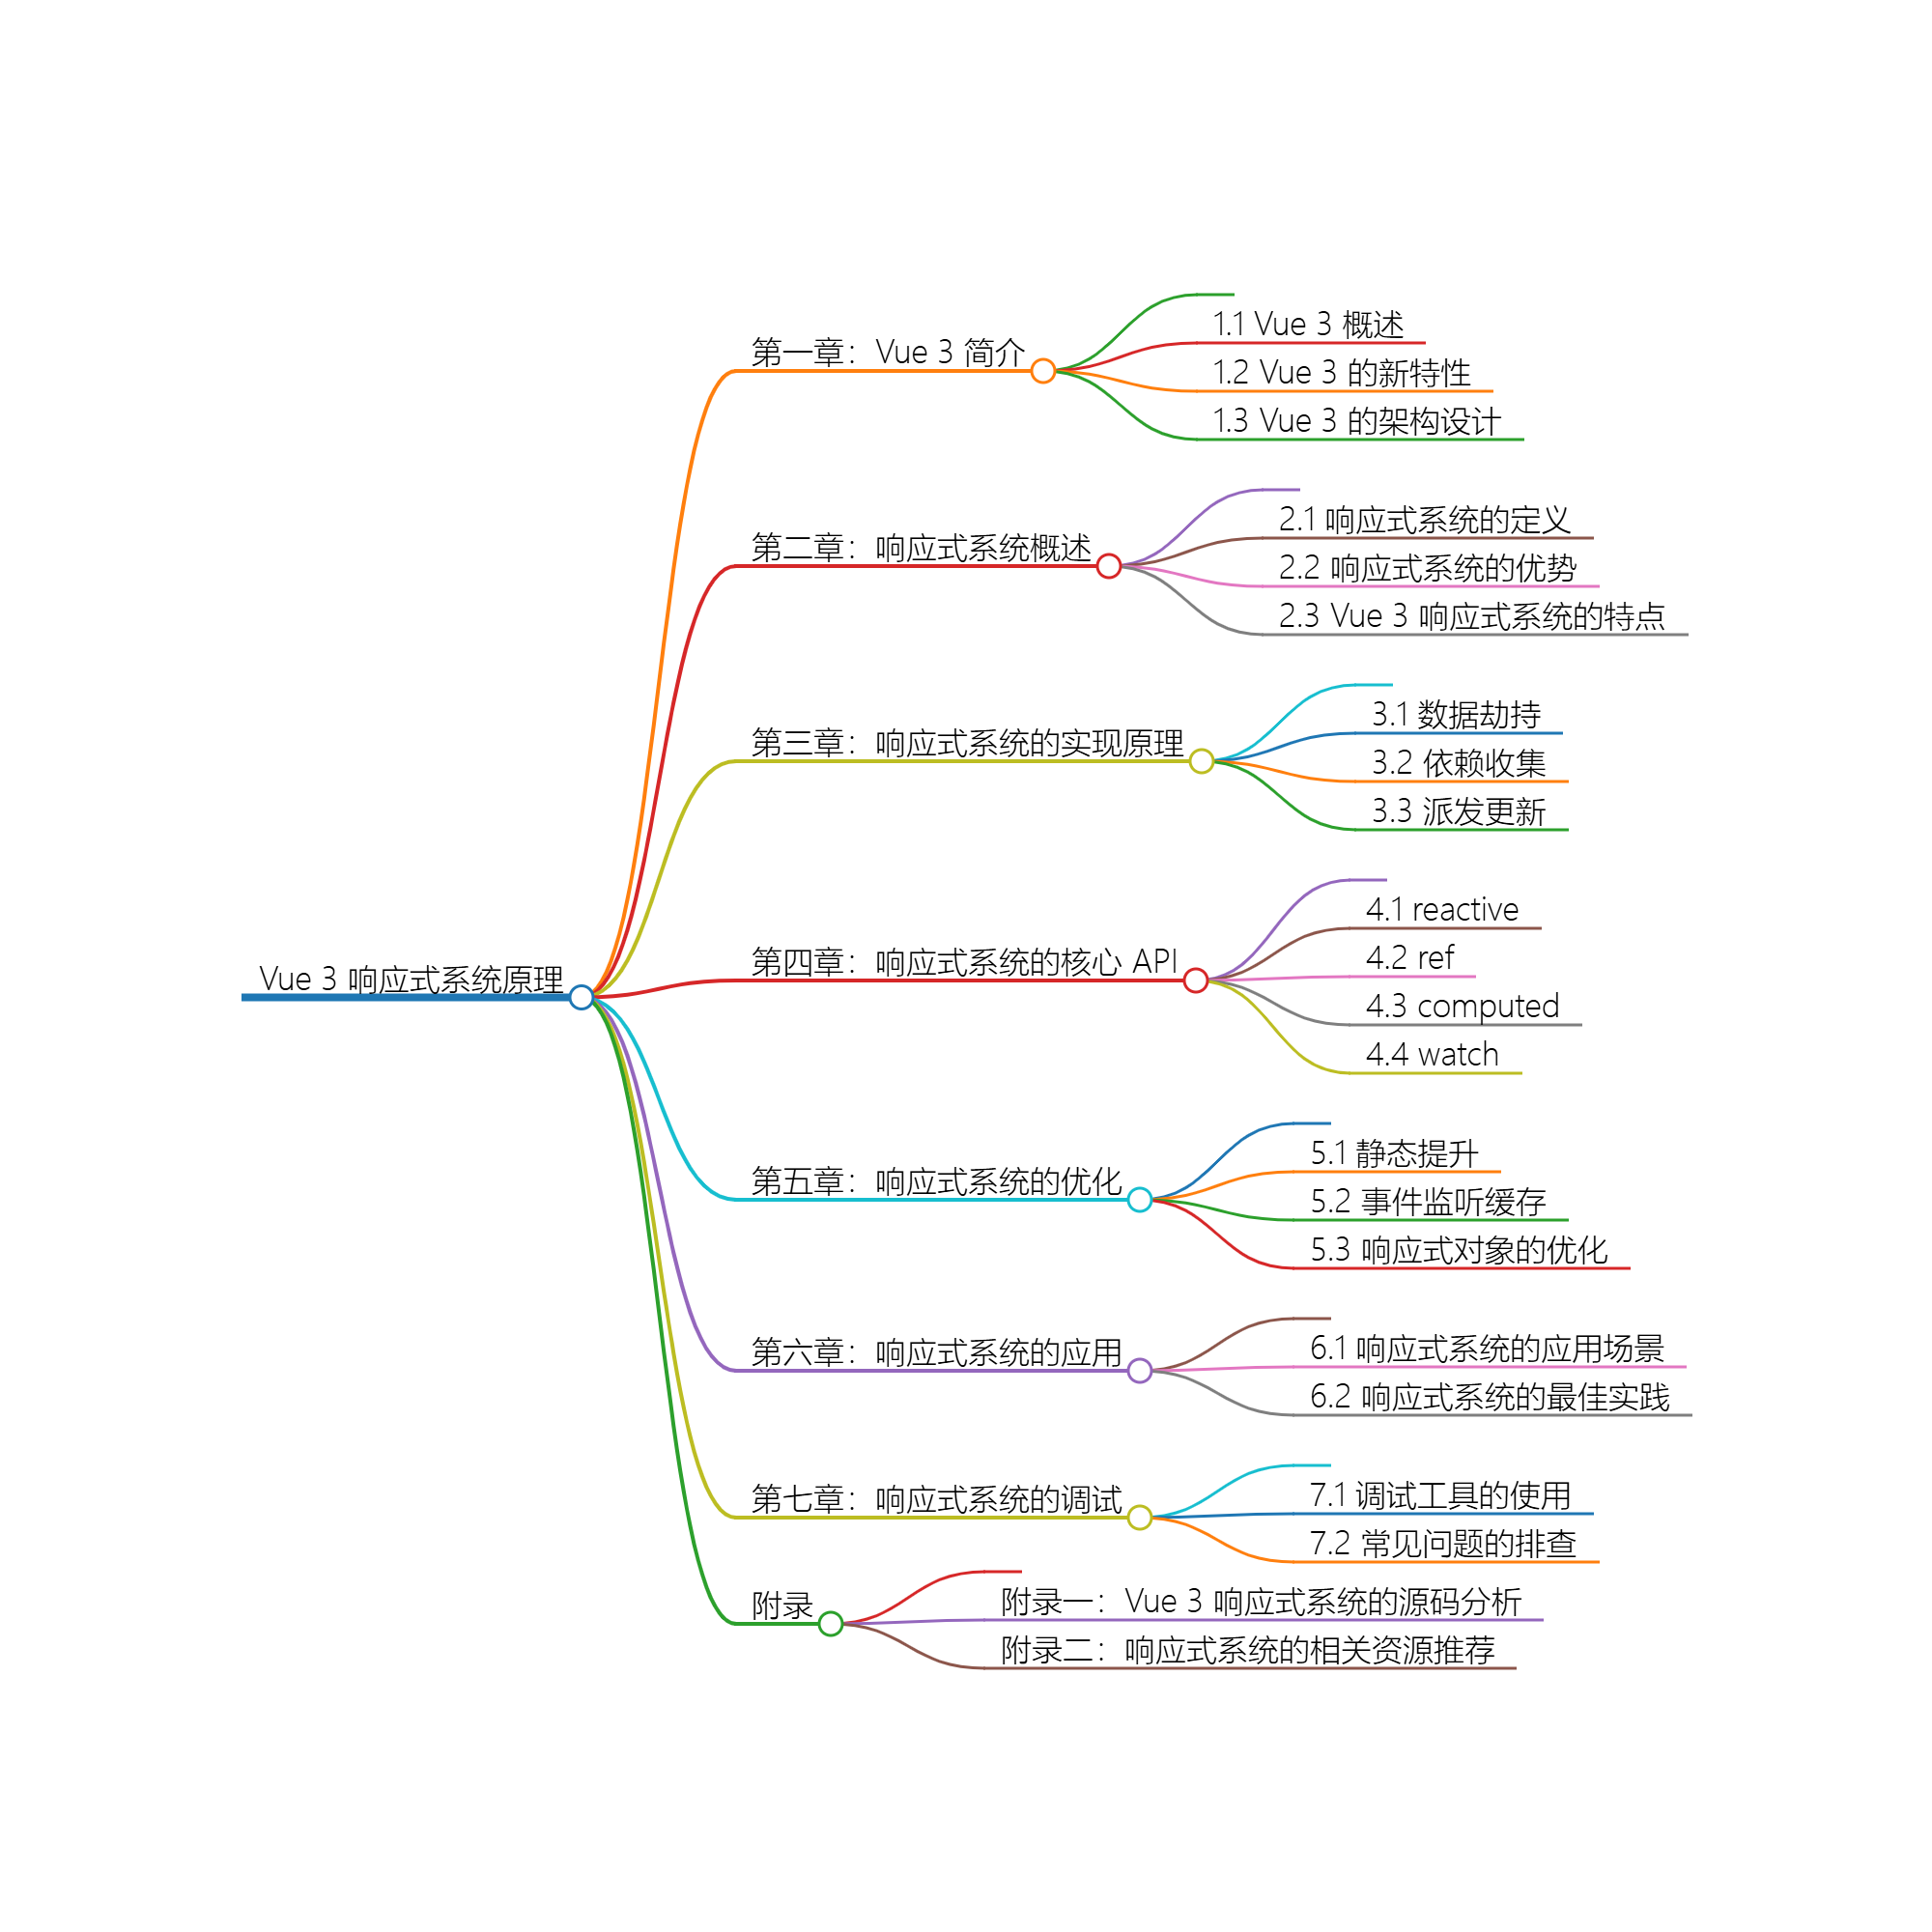 Vue 3 响应式系统原理
第一章：Vue 3 简介
1.1 Vue 3 概述
1.2 Vue 3 的新特性
1.3 Vue 3 的架构设计
第二章：响应式系统概述
2.1 响应式系统的定义
2.2 响应式系统的优势
2.3 Vue 3 响应式系统的特点
第三章：响应式系统的实现原理
3.1 数据劫持
3.2 依赖收集
3.3 派发更新
第四章：响应式系统的核心 API
4.1 reactive
4.2 ref
4.3 computed
4.4 watch
第五章：响应式系统的优化
5.1 静态提升
5.2 事件监听缓存
5.3 响应式对象的优化
第六章：响应式系统的应用
6.1 响应式系统的应用场景
6.2 响应式系统的最佳实践
第七章：响应式系统的调试
7.1 调试工具的使用
7.2 常见问题的排查
附录
附录一：Vue 3 响应式系统的源码分析
附录二：响应式系统的相关资源推荐